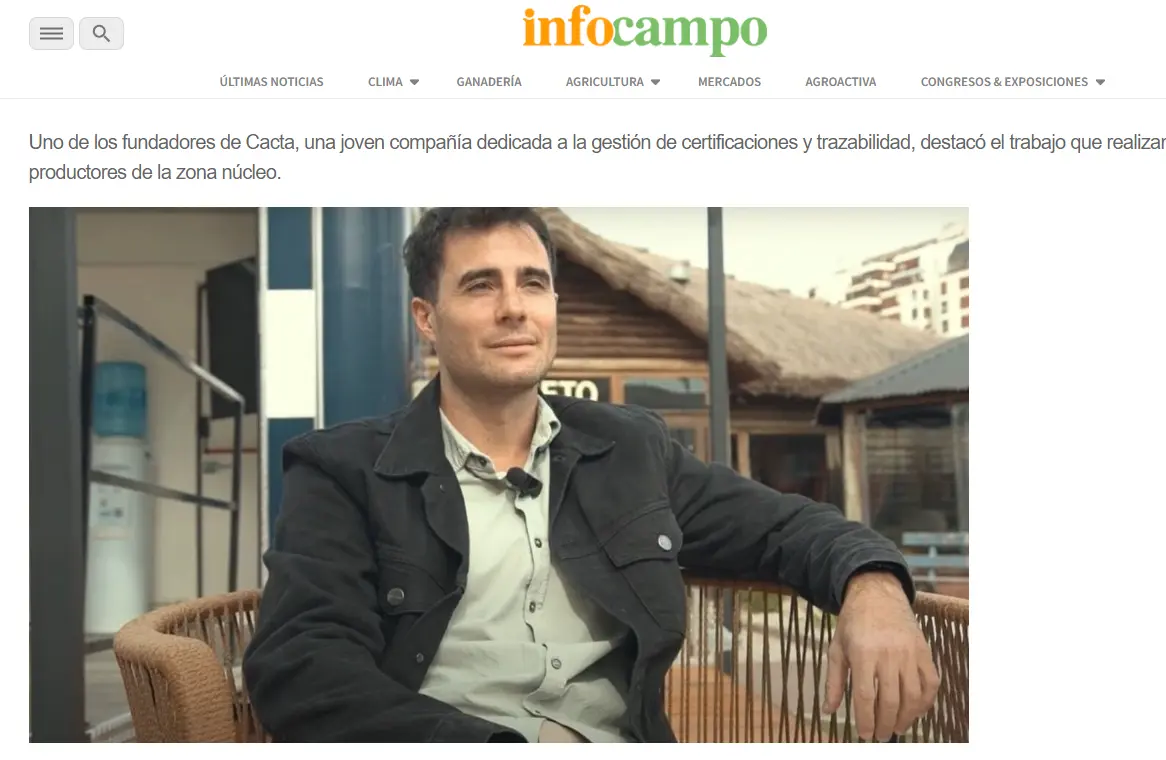 infocampo
ÚLTIMAS NOTICIAS CLIMA GANADERÍA AGRICULTURA MERCADOS AGROACTIVA CONGRESOS & EXPOSICIONES
Uno de los fundadores de Cacta, una joven compañía dedicada a la gestión de certificaciones y trazabilidad, destacó el trabajo que realizan
productores de la zona núcleo.